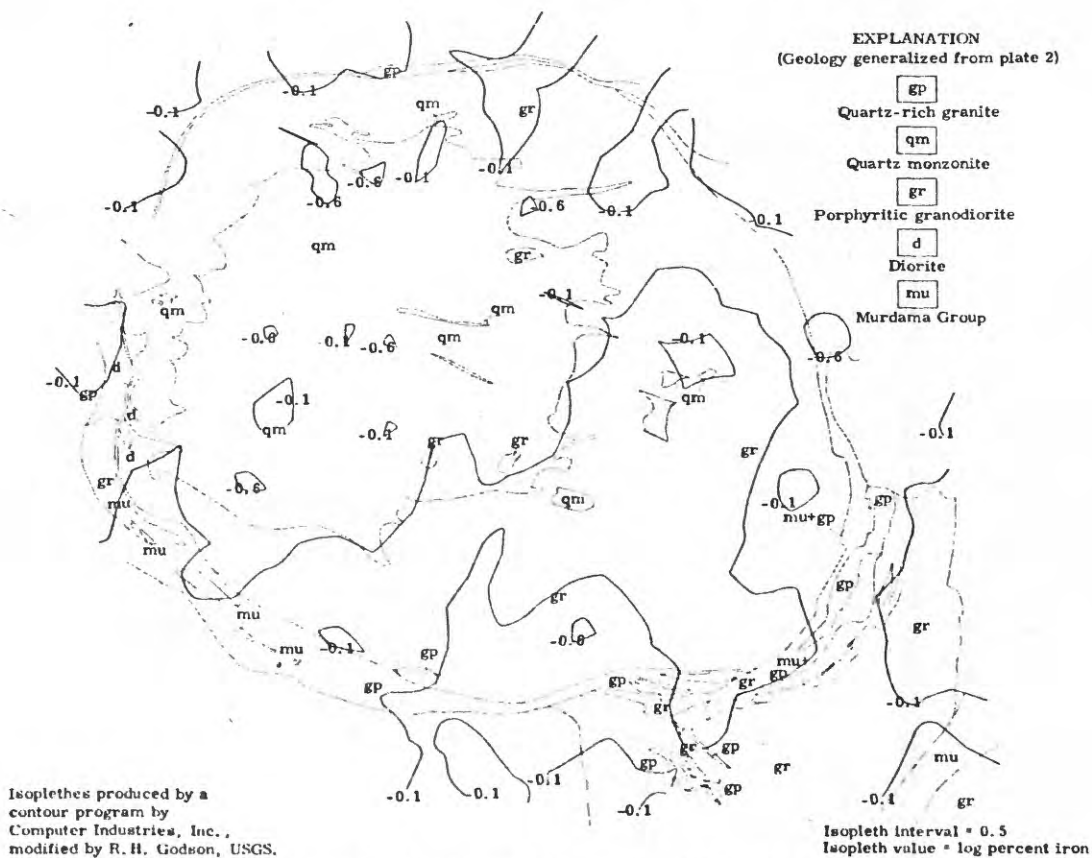 EXPLANATION
(Geology generalized from plate 2)
gp
Quartz-rich granite
qm
Quartz monzonite
gr
Porphyritic granodiorite
d
Diorite
mu
Murdama Group
gp
-0.1
-0.1
qm
gr
-0.6
-0.1
-0.1
-0.1
-0.6
-0.6
-0.1
-0.1
qm
gr
-0.1
qm
qm
-0.6
-0.1
-0.6
qm
-0.1
-0.6
d
-0.1
gp
-0.1
qm
d
qm
-0.1
gr
gr
gr
-0.1
d
gr
-0.6
-0.1
gp
mu
qm
mu+gp
mu
gp
gr
mu
gr
-0.1
mu
gp
mu+
gp
gp
gp
gr
gr
-0.1
gr
gp
mu
gp
gr
-0.1
gp
-0.1
-0.1
-0.1
-0.1
gr
Isoplethes produced by a
contour program by
Computer Industries, Inc.,
modified by R. H. Godson, USGS.
Isopleth interval = 0.5
Isopleth value = log percent iron